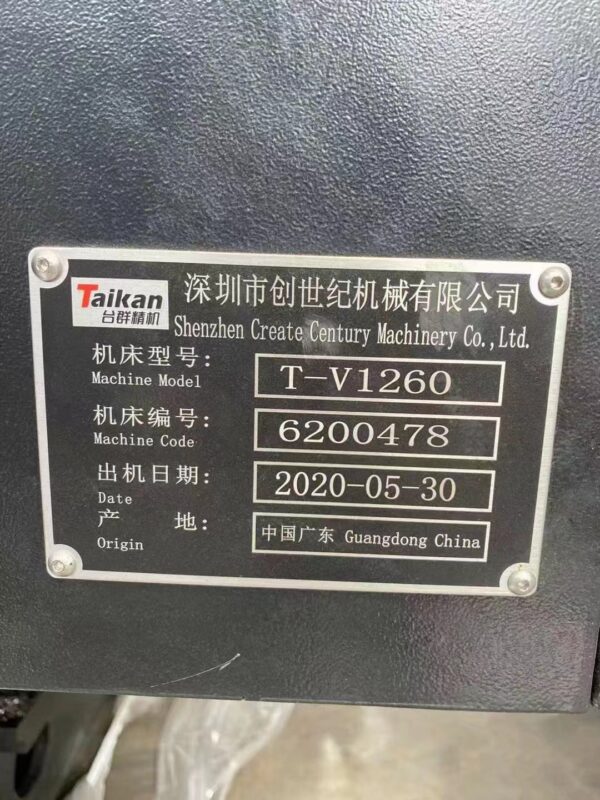 Taikan
台群精机
深圳市创世纪机械有限公司
Shenzhen Create Century Machinery Co.,Ltd.
机床型号: T-V1260
Machine Model
机床编号: 6200478
Machine Code
出机日期: 2020-05-30
Date
产 地: 中国广东 Guangdong China
Origin